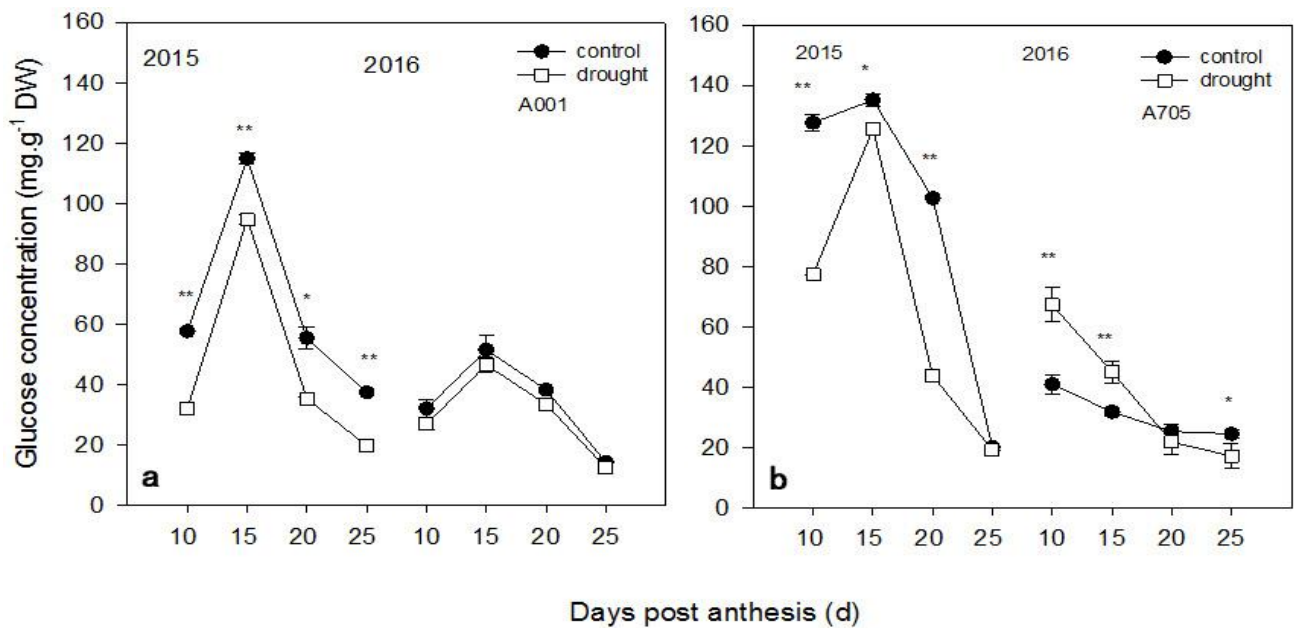 Glucose concentration (mg.g⁻¹ DW)
160
140
120
100
80
60
40
20
0
2015
2016
control
drought
A001
**
**
*
**
a
10 15 20 25 10 15 20 25
160
140
120
100
80
60
40
20
0
2015
2016
control
drought
A705
**
*
**
**
**
*
b
10 15 20 25 10 15 20 25
Days post anthesis (d)